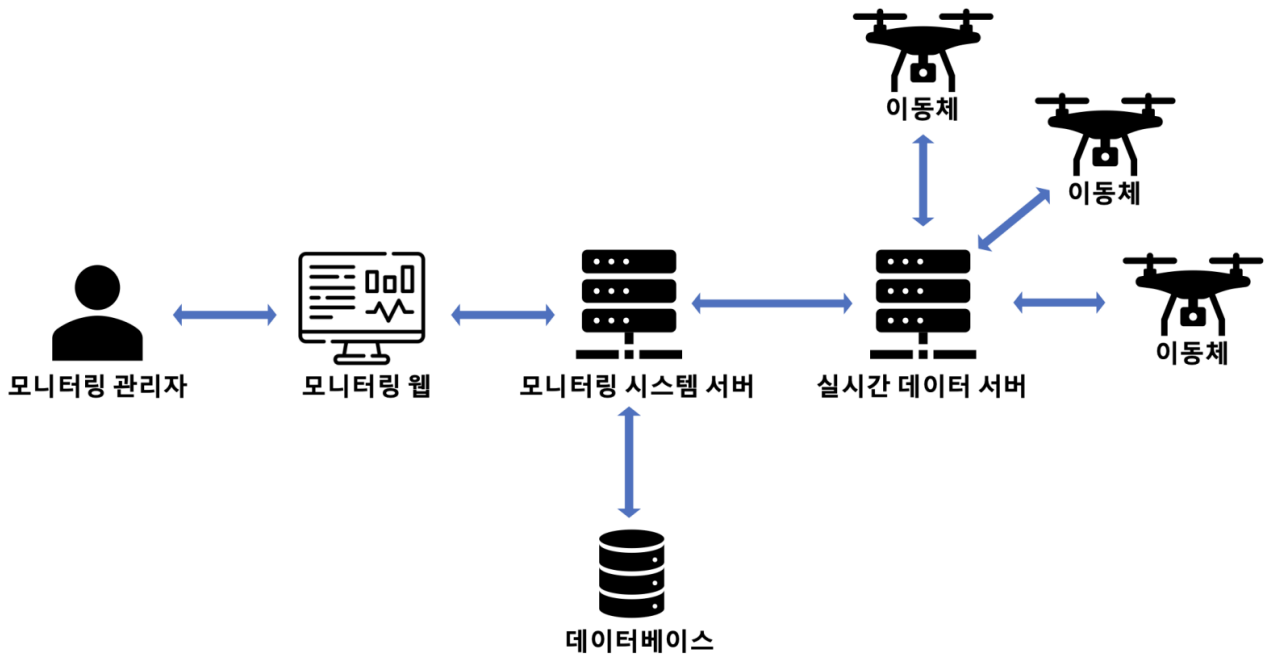 이동체
이동체
이동체
모니터링 관리자
모니터링 웹
모니터링 시스템 서버
실시간 데이터 서버
데이터베이스